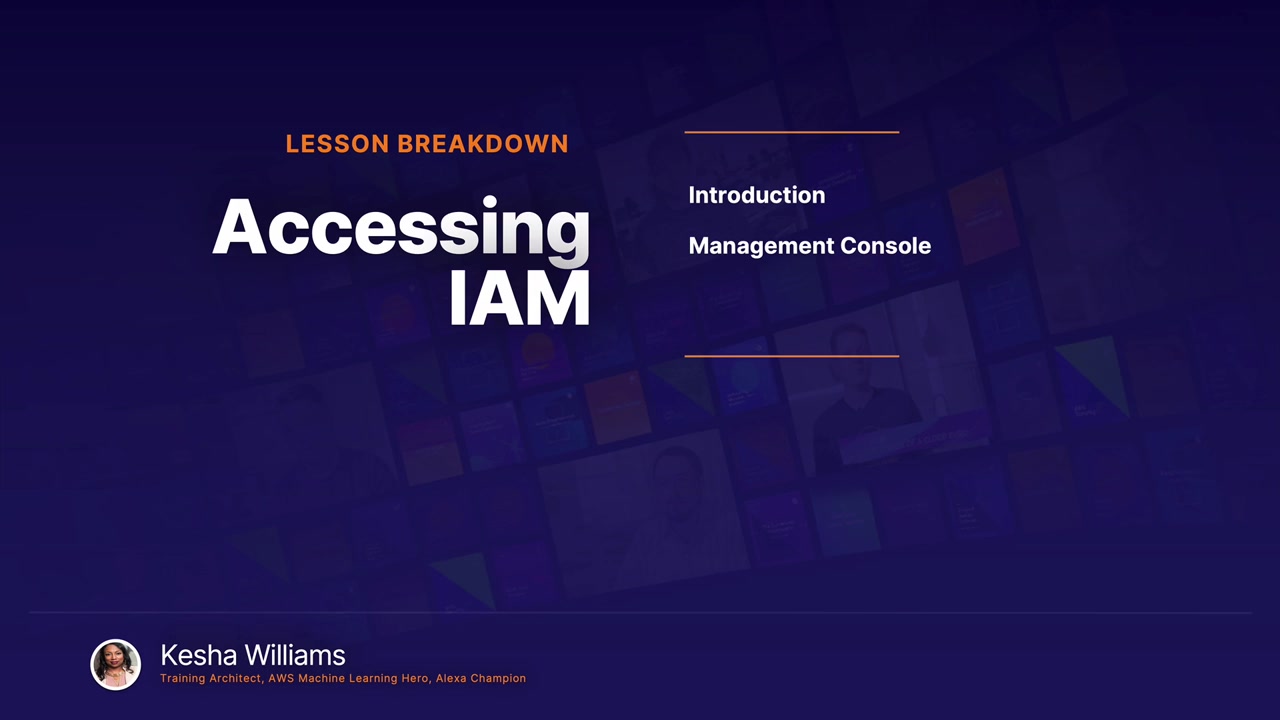 LESSON BREAKDOWN
Accessing
IAM
Introduction
Management Console
Kesha Williams
Training Architect, AWS Machine Learning Hero, Alexa Champion